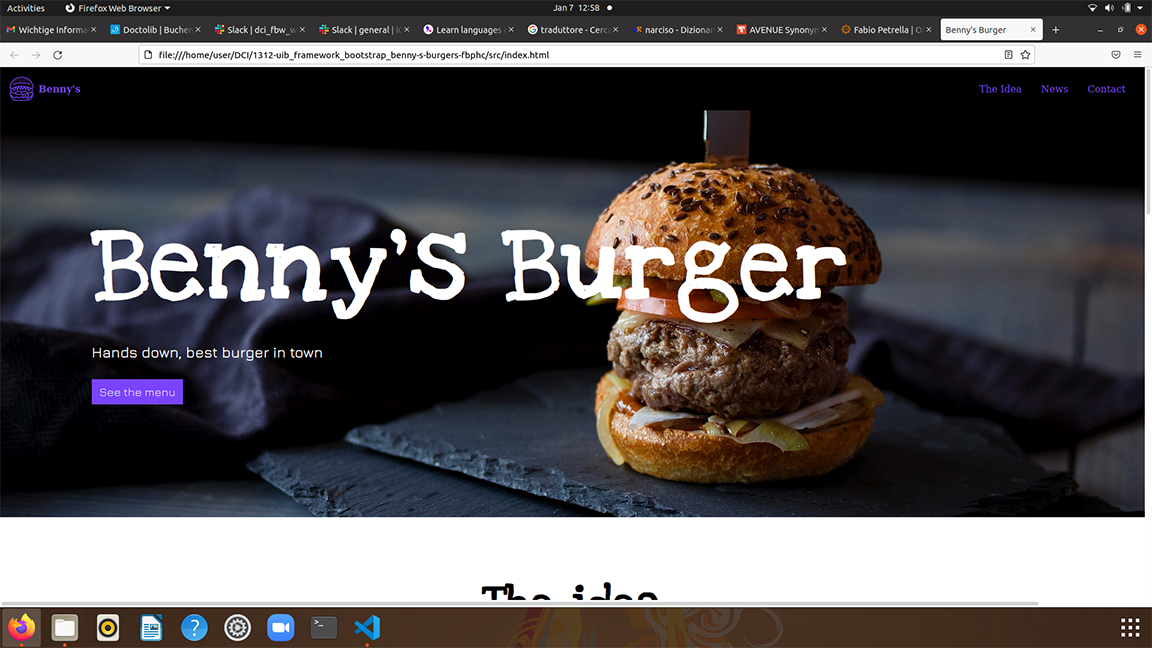 Activities
Firefox Web Browser
Jan 7 12:58
Wichtige Informa
Doctolib | Buchen
Slack | dci_fbw_w
Slack | general | iC
Learn languages
traduttore - Cerca
narciso - Dizionar
AVENUE Synonym
Fabio Petrella |
Benny's Burger
file:///home/user/DCI/1312-uib_framework_bootstrap_benny-s-burgers-fbphc/src/index.html
Benny's
The Idea
News
Contact
Benny's Burger
Hands down, best burger in town
See the menu
The idea